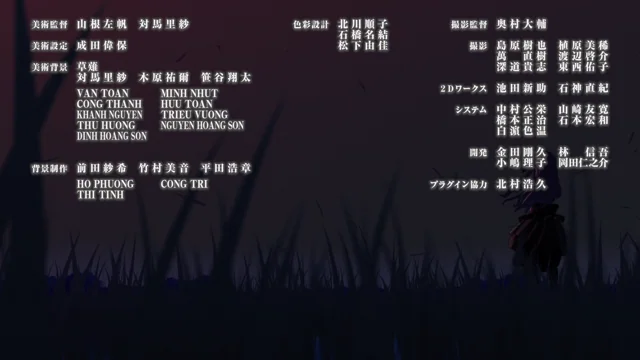 美術監督 山根左帆 対馬里紗
美術設定 成田偉保
美術背景 草薙
対馬里紗 木原祐爾 笹谷翔太
VAN TOAN MINH NHUT
CONG THANH HUU TOAN
KHANH NGUYEN TRIEU VUONG
THU HUONG NGUYEN HOANG SON
DINH HOANG SON
背景制作 前田紗希 竹村美音 平田浩章
HO PHUONG CONG TRI
THI TINH
色彩設計 北川順子
石橋名結
松下由佳
撮影監督 奥村大輔
撮影 島原樹也 植原美稀
萬直樹 渡辺啓介
深道貴志 東西佑子
2Dワークス 池田新助 石神直紀
システム 中村公栄 山崎友寛
橋本正治 石本宏和
白濵色温
開発 金田剛久 林信吾
小嶋理子 岡田仁之介
プラグイン協力 北村浩久